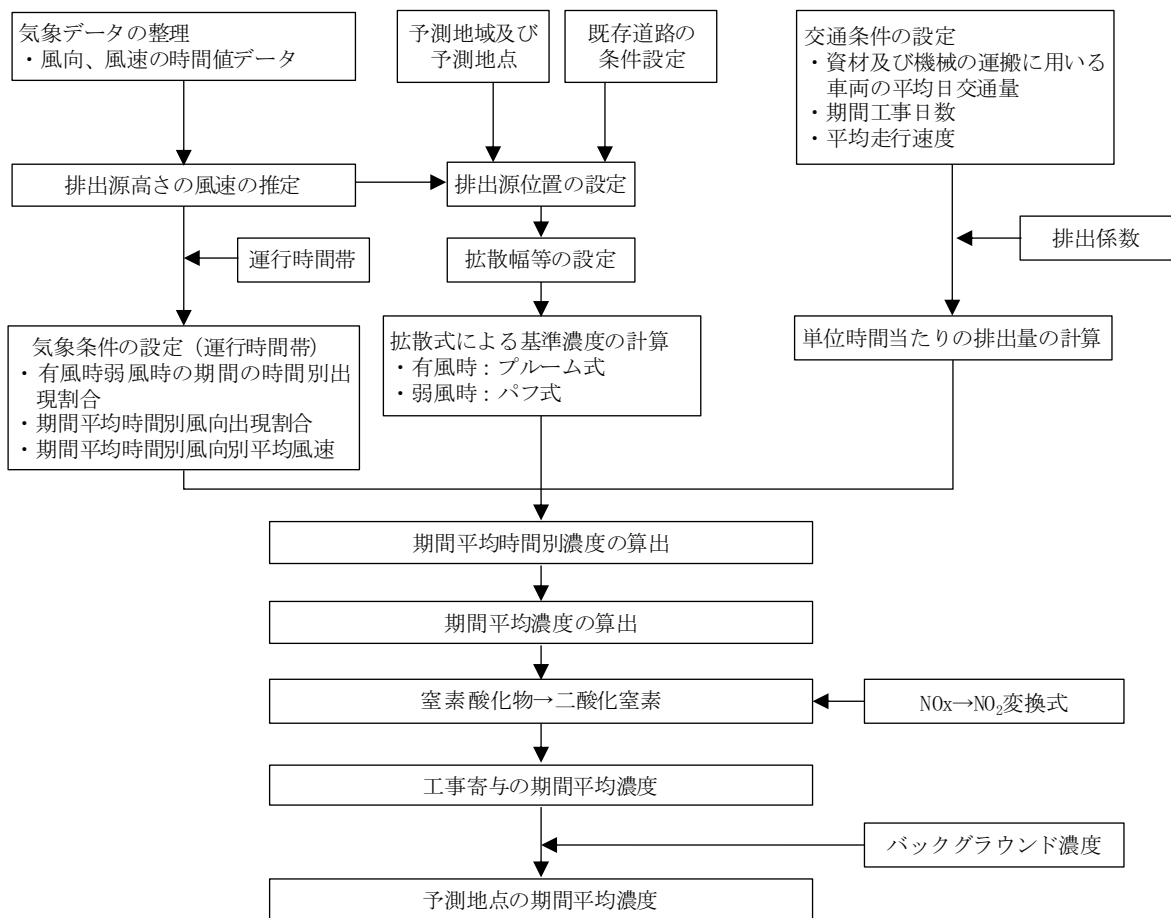 気象データの整理
・風向、風速の時間値データ
予測地域及び
予測地点
既存道路の
条件設定
交通条件の設定
・資材及び機械の運搬に用いる
車両の平均日交通量
・期間工事日数
・平均走行速度
排出源高さの風速の推定
排出源位置の設定
運行時間帯
拡散幅等の設定
排出係数
気象条件の設定（運行時間帯）
・有風時弱風時の期間の時間別出
現割合
・期間平均時間別風向出現割合
・期間平均時間別風向別平均風速
拡散式による基準濃度の計算
・有風時：プルーム式
・弱風時：パフ式
単位時間当たりの排出量の計算
期間平均時間別濃度の算出
期間平均濃度の算出
窒素酸化物→二酸化窒素
NOx→NO₂変換式
工事寄与の期間平均濃度
バックグラウンド濃度
予測地点の期間平均濃度